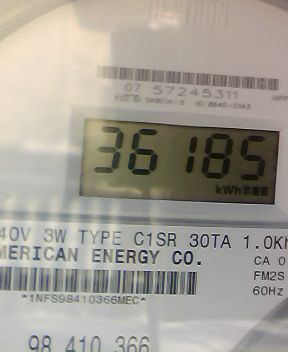 07 57245311
36185
kWh
40V 3W TYPE C1SR 30TA 1.0Kh
MERICAN ENERGY CO.
CA 0
FM2S
60Hz
*1NFS98410366MEC*
98 410 366